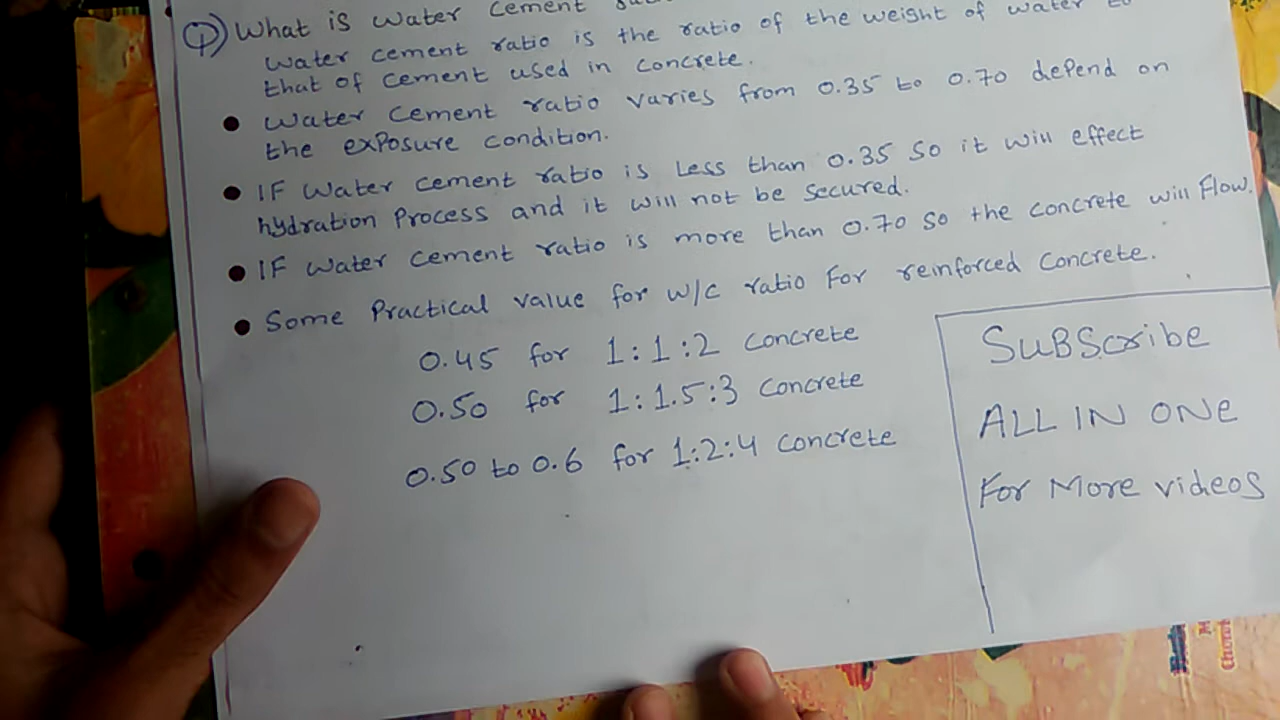 Q) What is water cement
water cement ratio is the ratio of the weight of water to
that of cement used in concrete.
• water cement ratio varies from 0.35 to 0.70 depend on
the exposure condition.
• IF water cement ratio is less than 0.35 so it will effect
hydration process and it will not be secured.
• IF water cement ratio is more than 0.70 so the concrete will flow.
• Some Practical value for w/c ratio For reinforced concrete.
0.45 for 1:1:2 concrete
0.50 for 1:1.5:3 concrete
0.50 to 0.6 for 1:2:4 concrete
SUBScribe
ALL IN ONe
For More videos